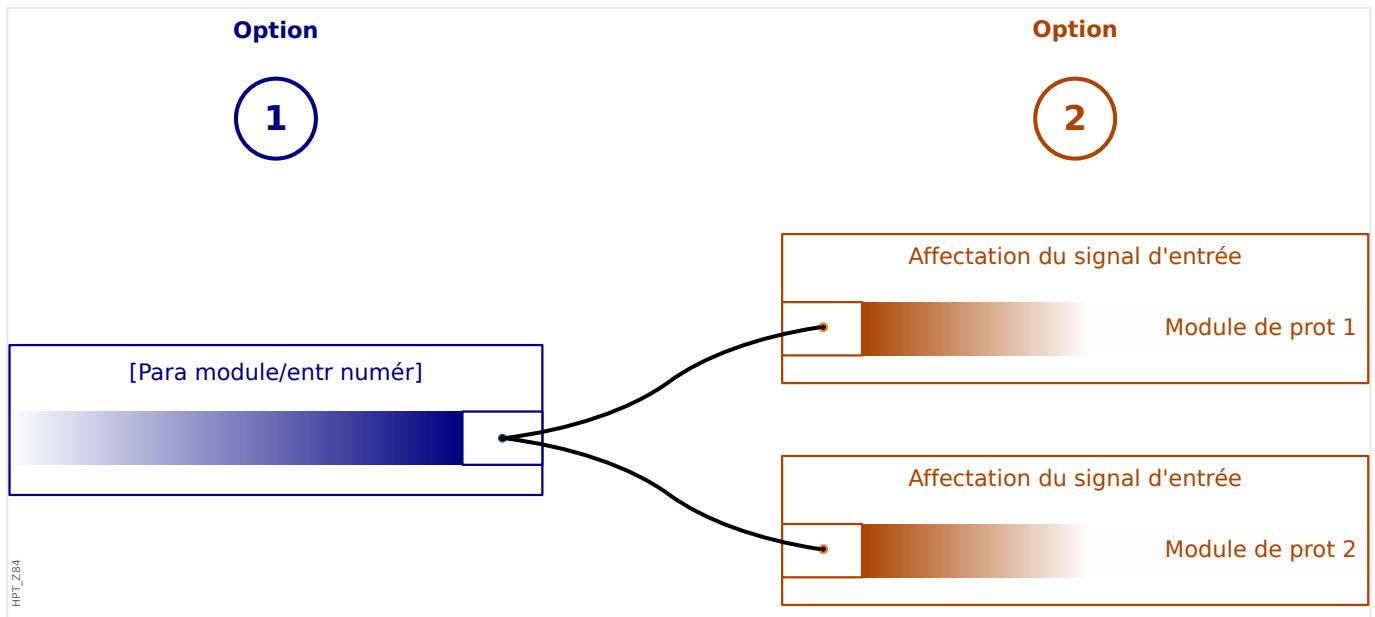 Option
1
Option
2
[Para module/entr numér]
Affectation du signal d'entrée
Module de prot 1
Affectation du signal d'entrée
Module de prot 2
HPT_Z84